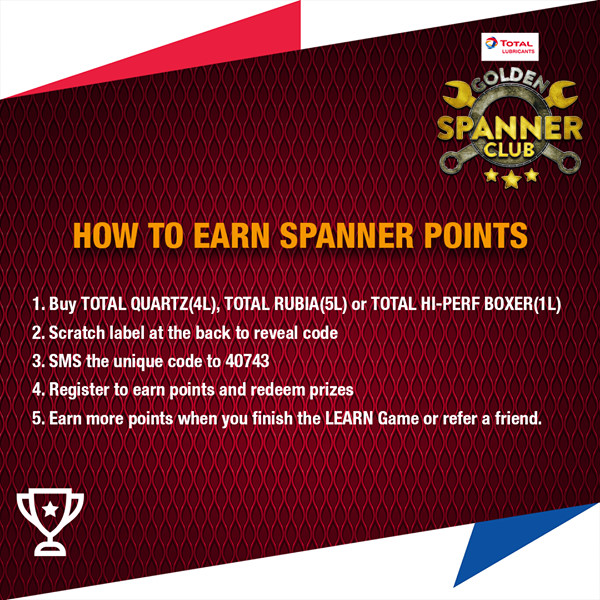 TOTAL
LUBRICANTS
GOLDEN
SPANNER
CLUB
HOW TO EARN SPANNER POINTS
1. Buy TOTAL QUARTZ(4L), TOTAL RUBIA(5L) or TOTAL HI-PERF BOXER(1L)
2. Scratch label at the back to reveal code
3. SMS the unique code to 40743
4. Register to earn points and redeem prizes
5. Earn more points when you finish the LEARN Game or refer a friend.